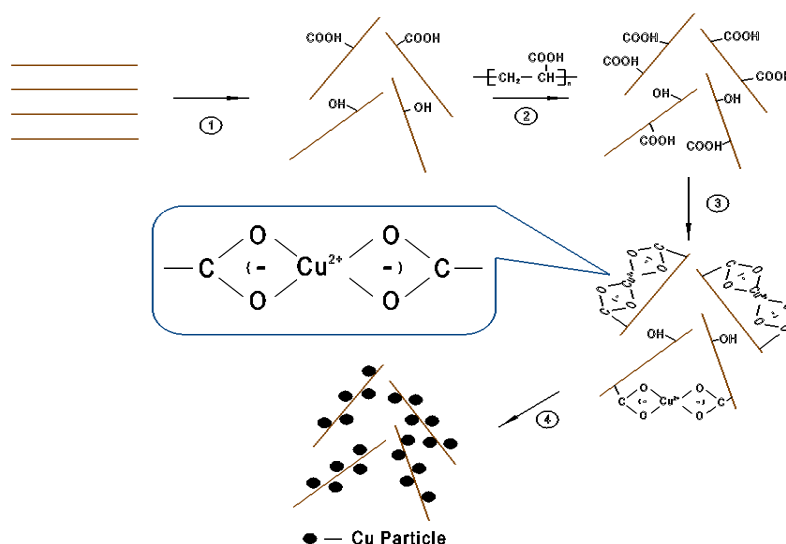 COOH
COOH
OH
OH
①
COOH
—[CH₂ — CH]ₙ—
②
COOH
COOH
COOH
COOH
OH
OH
COOH
COOH
③
O
O
— C
(-
Cu²⁺
-)
C —
O
O
OH
OH
O
O
C
(-
Cu²⁺
-)
C
O
O
④
— Cu Particle